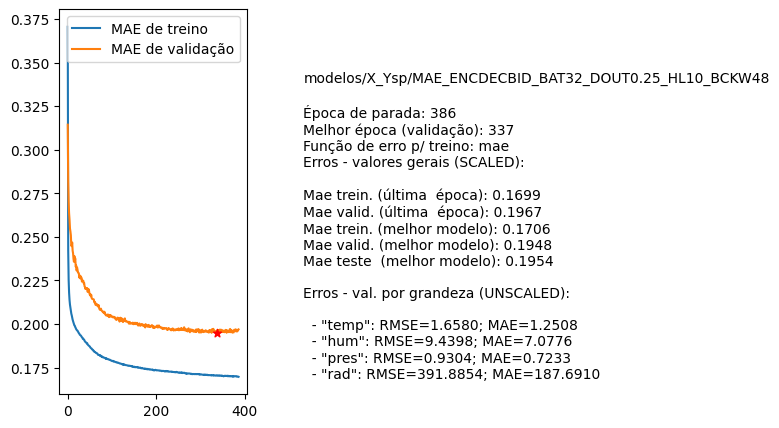 MAE de treino
MAE de validação
0.375
0.350
0.325
0.300
0.275
0.250
0.225
0.200
0.175
0
200
400
modelos/X_Ysp/MAE_ENCDECBID_BAT32_DOUT0.25_HL10_BCKW48
Época de parada: 386
Melhor época (validação): 337
Função de erro p/ treino: mae
Erros - valores gerais (SCALED):
Mae trein. (última  época): 0.1699
Mae valid. (última  época): 0.1967
Mae trein. (melhor modelo): 0.1706
Mae valid. (melhor modelo): 0.1948
Mae teste  (melhor modelo): 0.1954
Erros - val. por grandeza (UNSCALED):
- "temp": RMSE=1.6580; MAE=1.2508
- "hum": RMSE=9.4398; MAE=7.0776
- "pres": RMSE=0.9304; MAE=0.7233
- "rad": RMSE=391.8854; MAE=187.6910